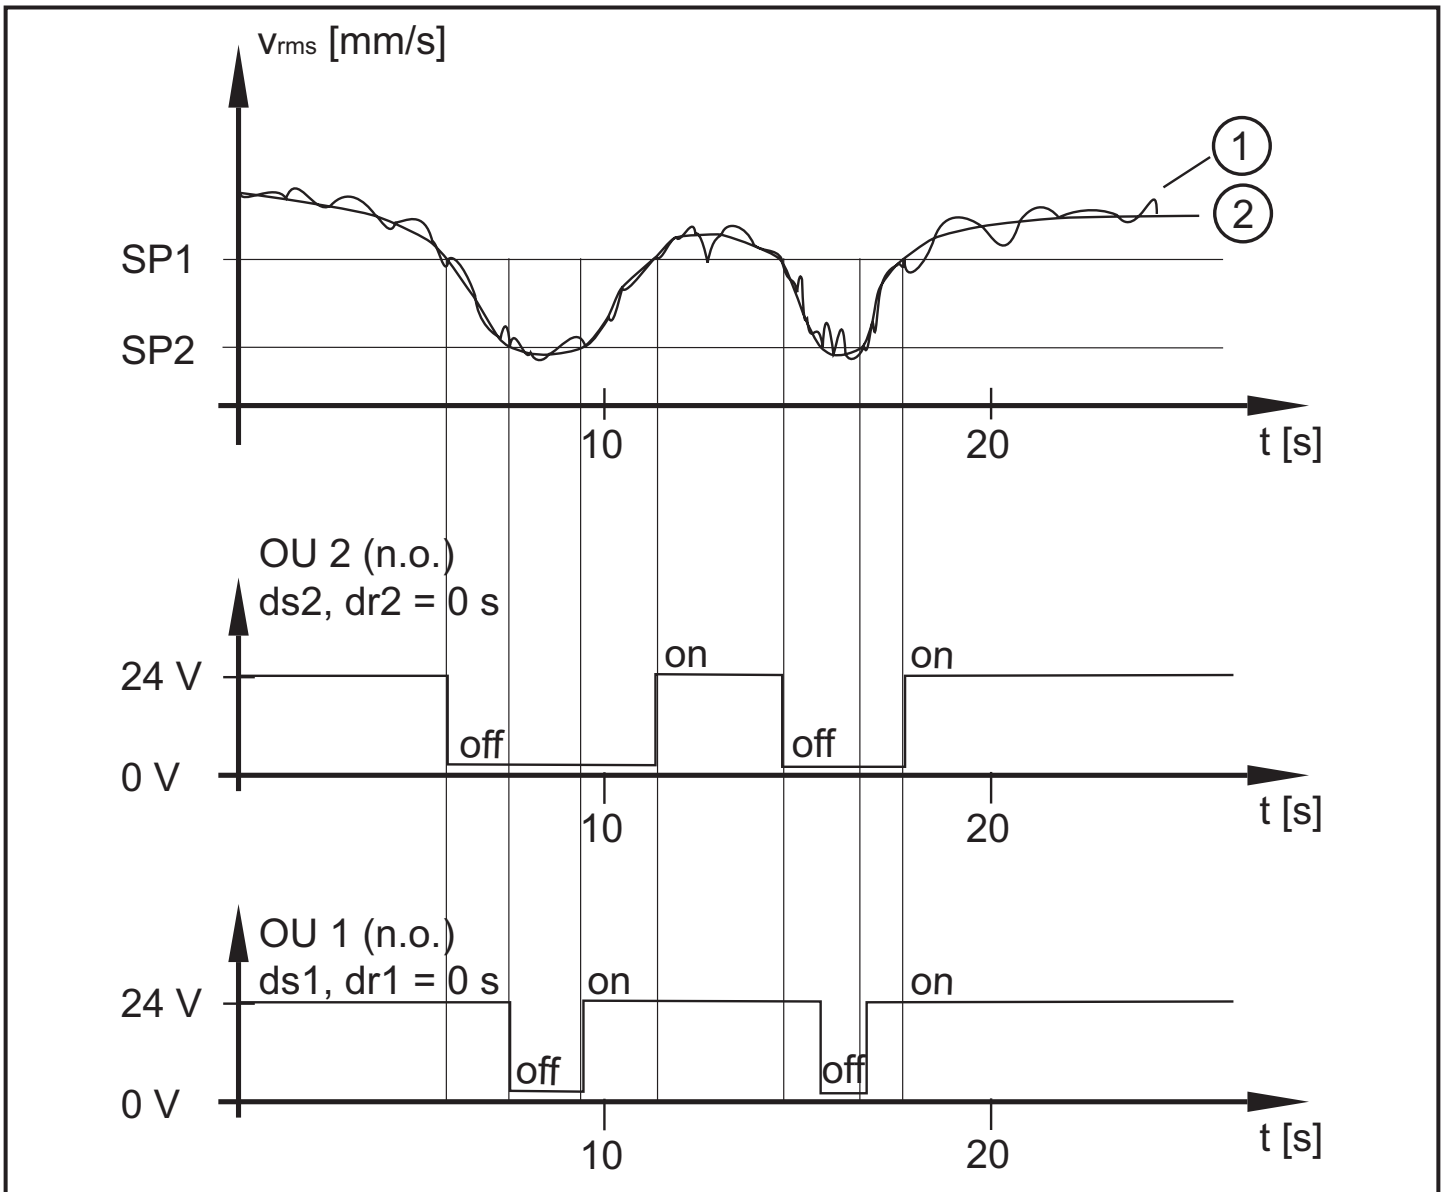 vrms [mm/s]
1
2
SP1
SP2
10
20
t [s]
OU 2 (n.o.)
ds2, dr2 = 0 s
24 V
on
on
off
off
0 V
10
20
t [s]
OU 1 (n.o.)
ds1, dr1 = 0 s
24 V
on
on
off
off
0 V
10
20
t [s]